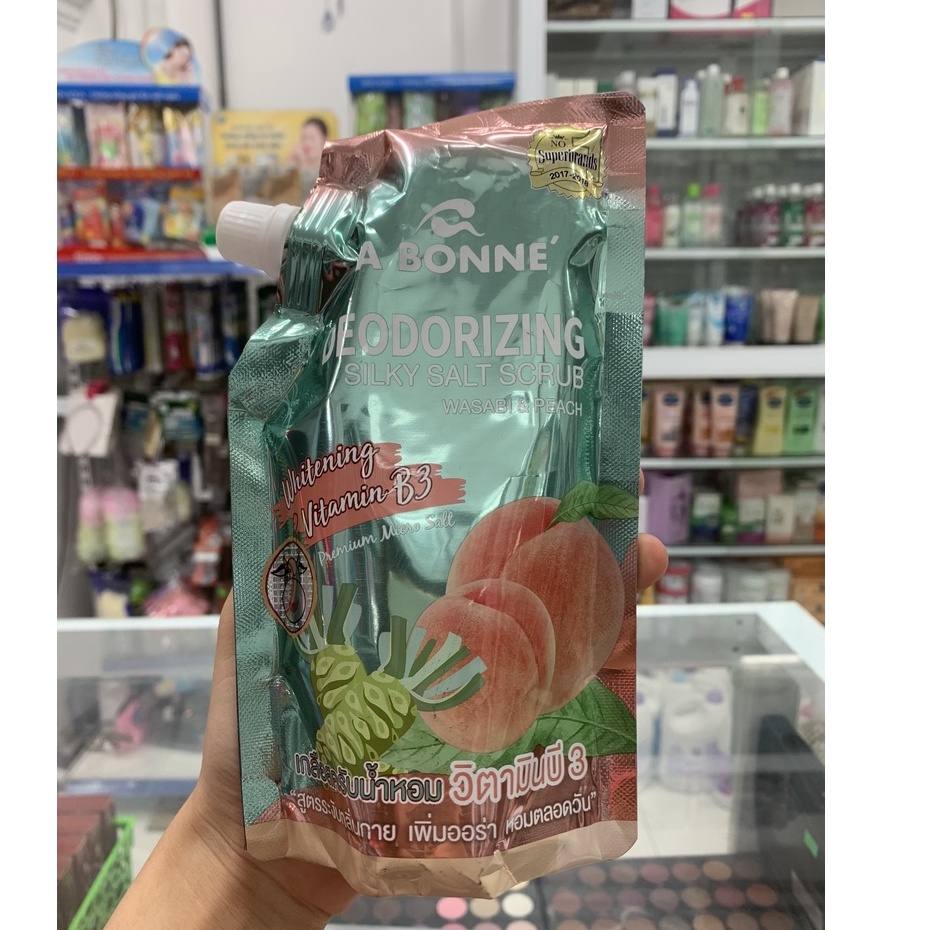 NO
Superbrands
2017-2018
A BONNE´
DEODORIZING
SILKY SALT SCRUB
WASABI & PEACH
Whitening
Vitamin-B3
Premium Micro Salt
เกลือสครับน้ำหอม วิตามินบี 3
"สูตรระงับกลิ่นกาย เพิ่มออร่า หอมตลอดวัน"